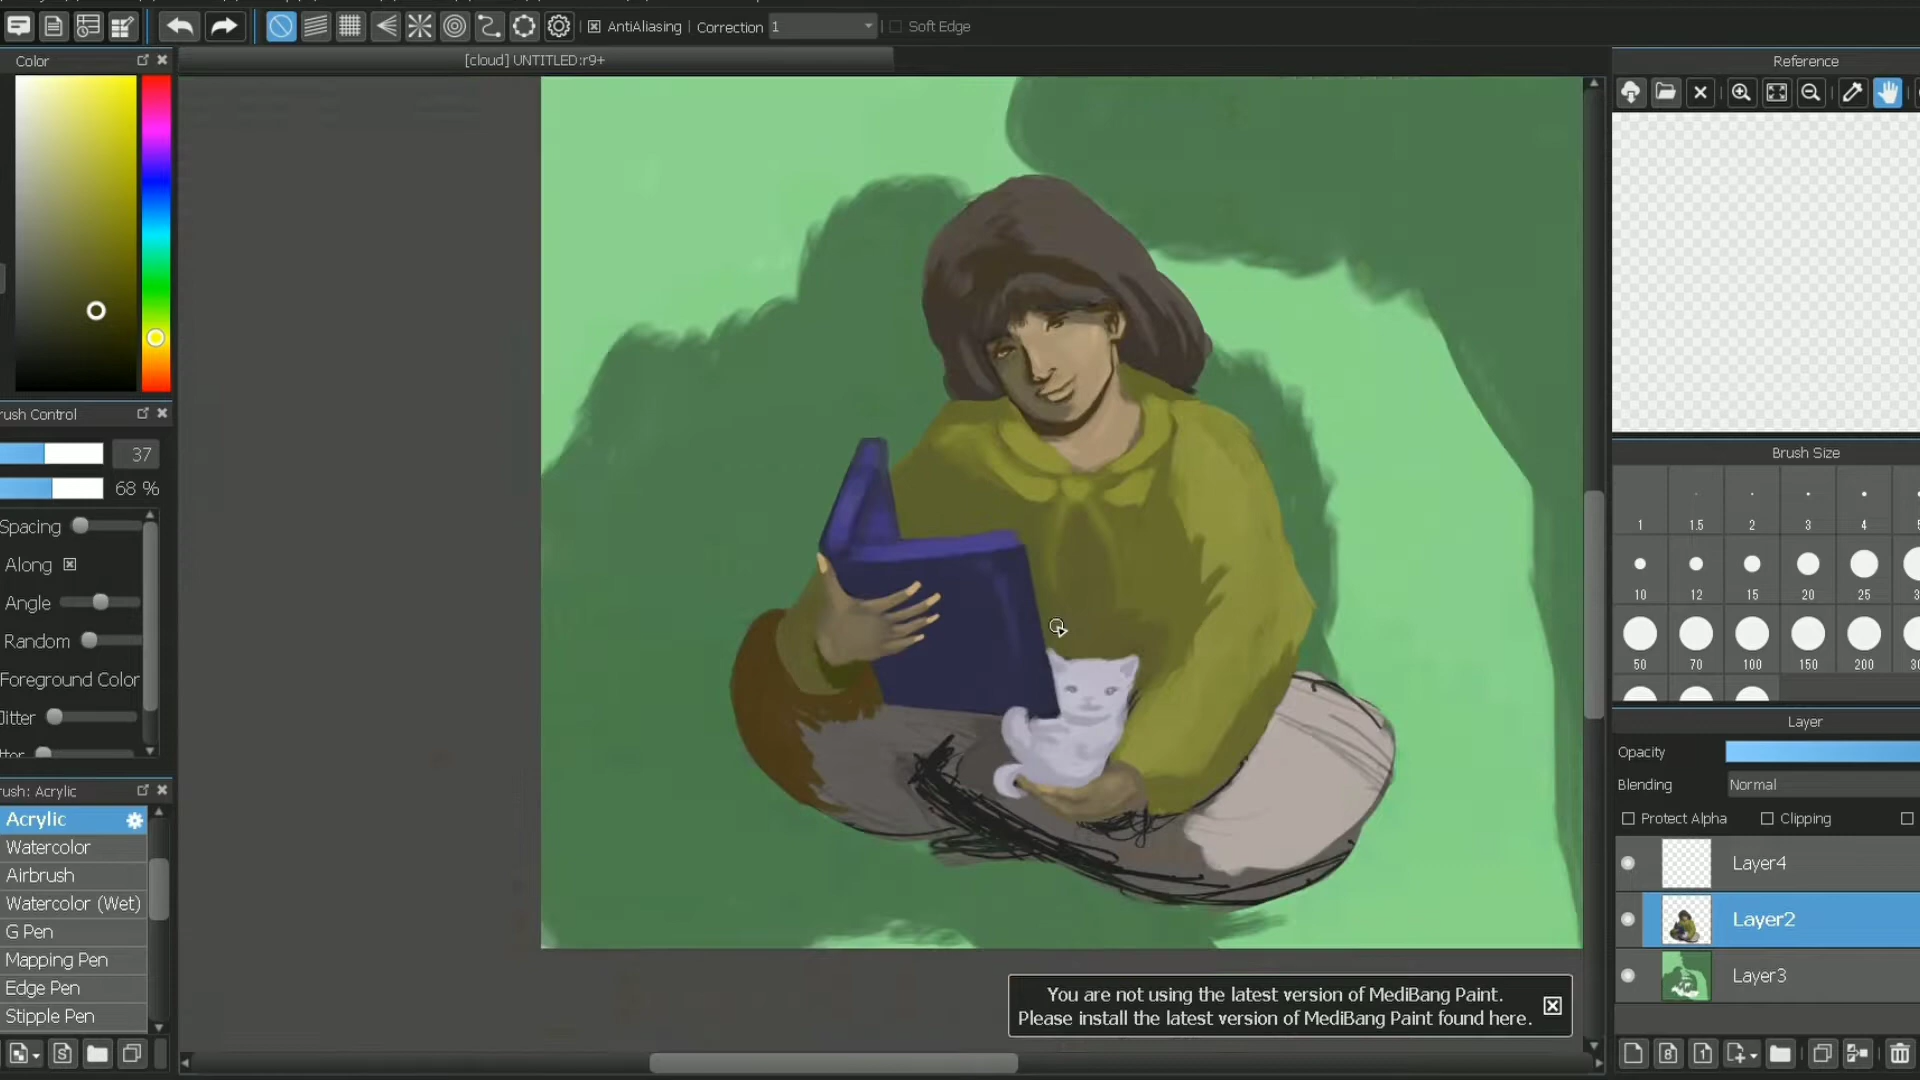 AntiAliasing
Correction
1
Soft Edge
Color
[cloud] UNTITLED:r9+
Reference
rush Control
37
68 %
Spacing
Along
Angle
Random
Foreground Color
Jitter
Brush Size
1
1.5
2
3
4
10
12
15
20
25
50
70
100
150
200
Layer
Opacity
Blending
Normal
Protect Alpha
Clipping
rush: Acrylic
Acrylic
Watercolor
Airbrush
Watercolor (Wet)
G Pen
Mapping Pen
Edge Pen
Stipple Pen
Layer4
Layer2
Layer3
You are not using the latest version of MediBang Paint.
Please install the latest version of MediBang Paint found here.